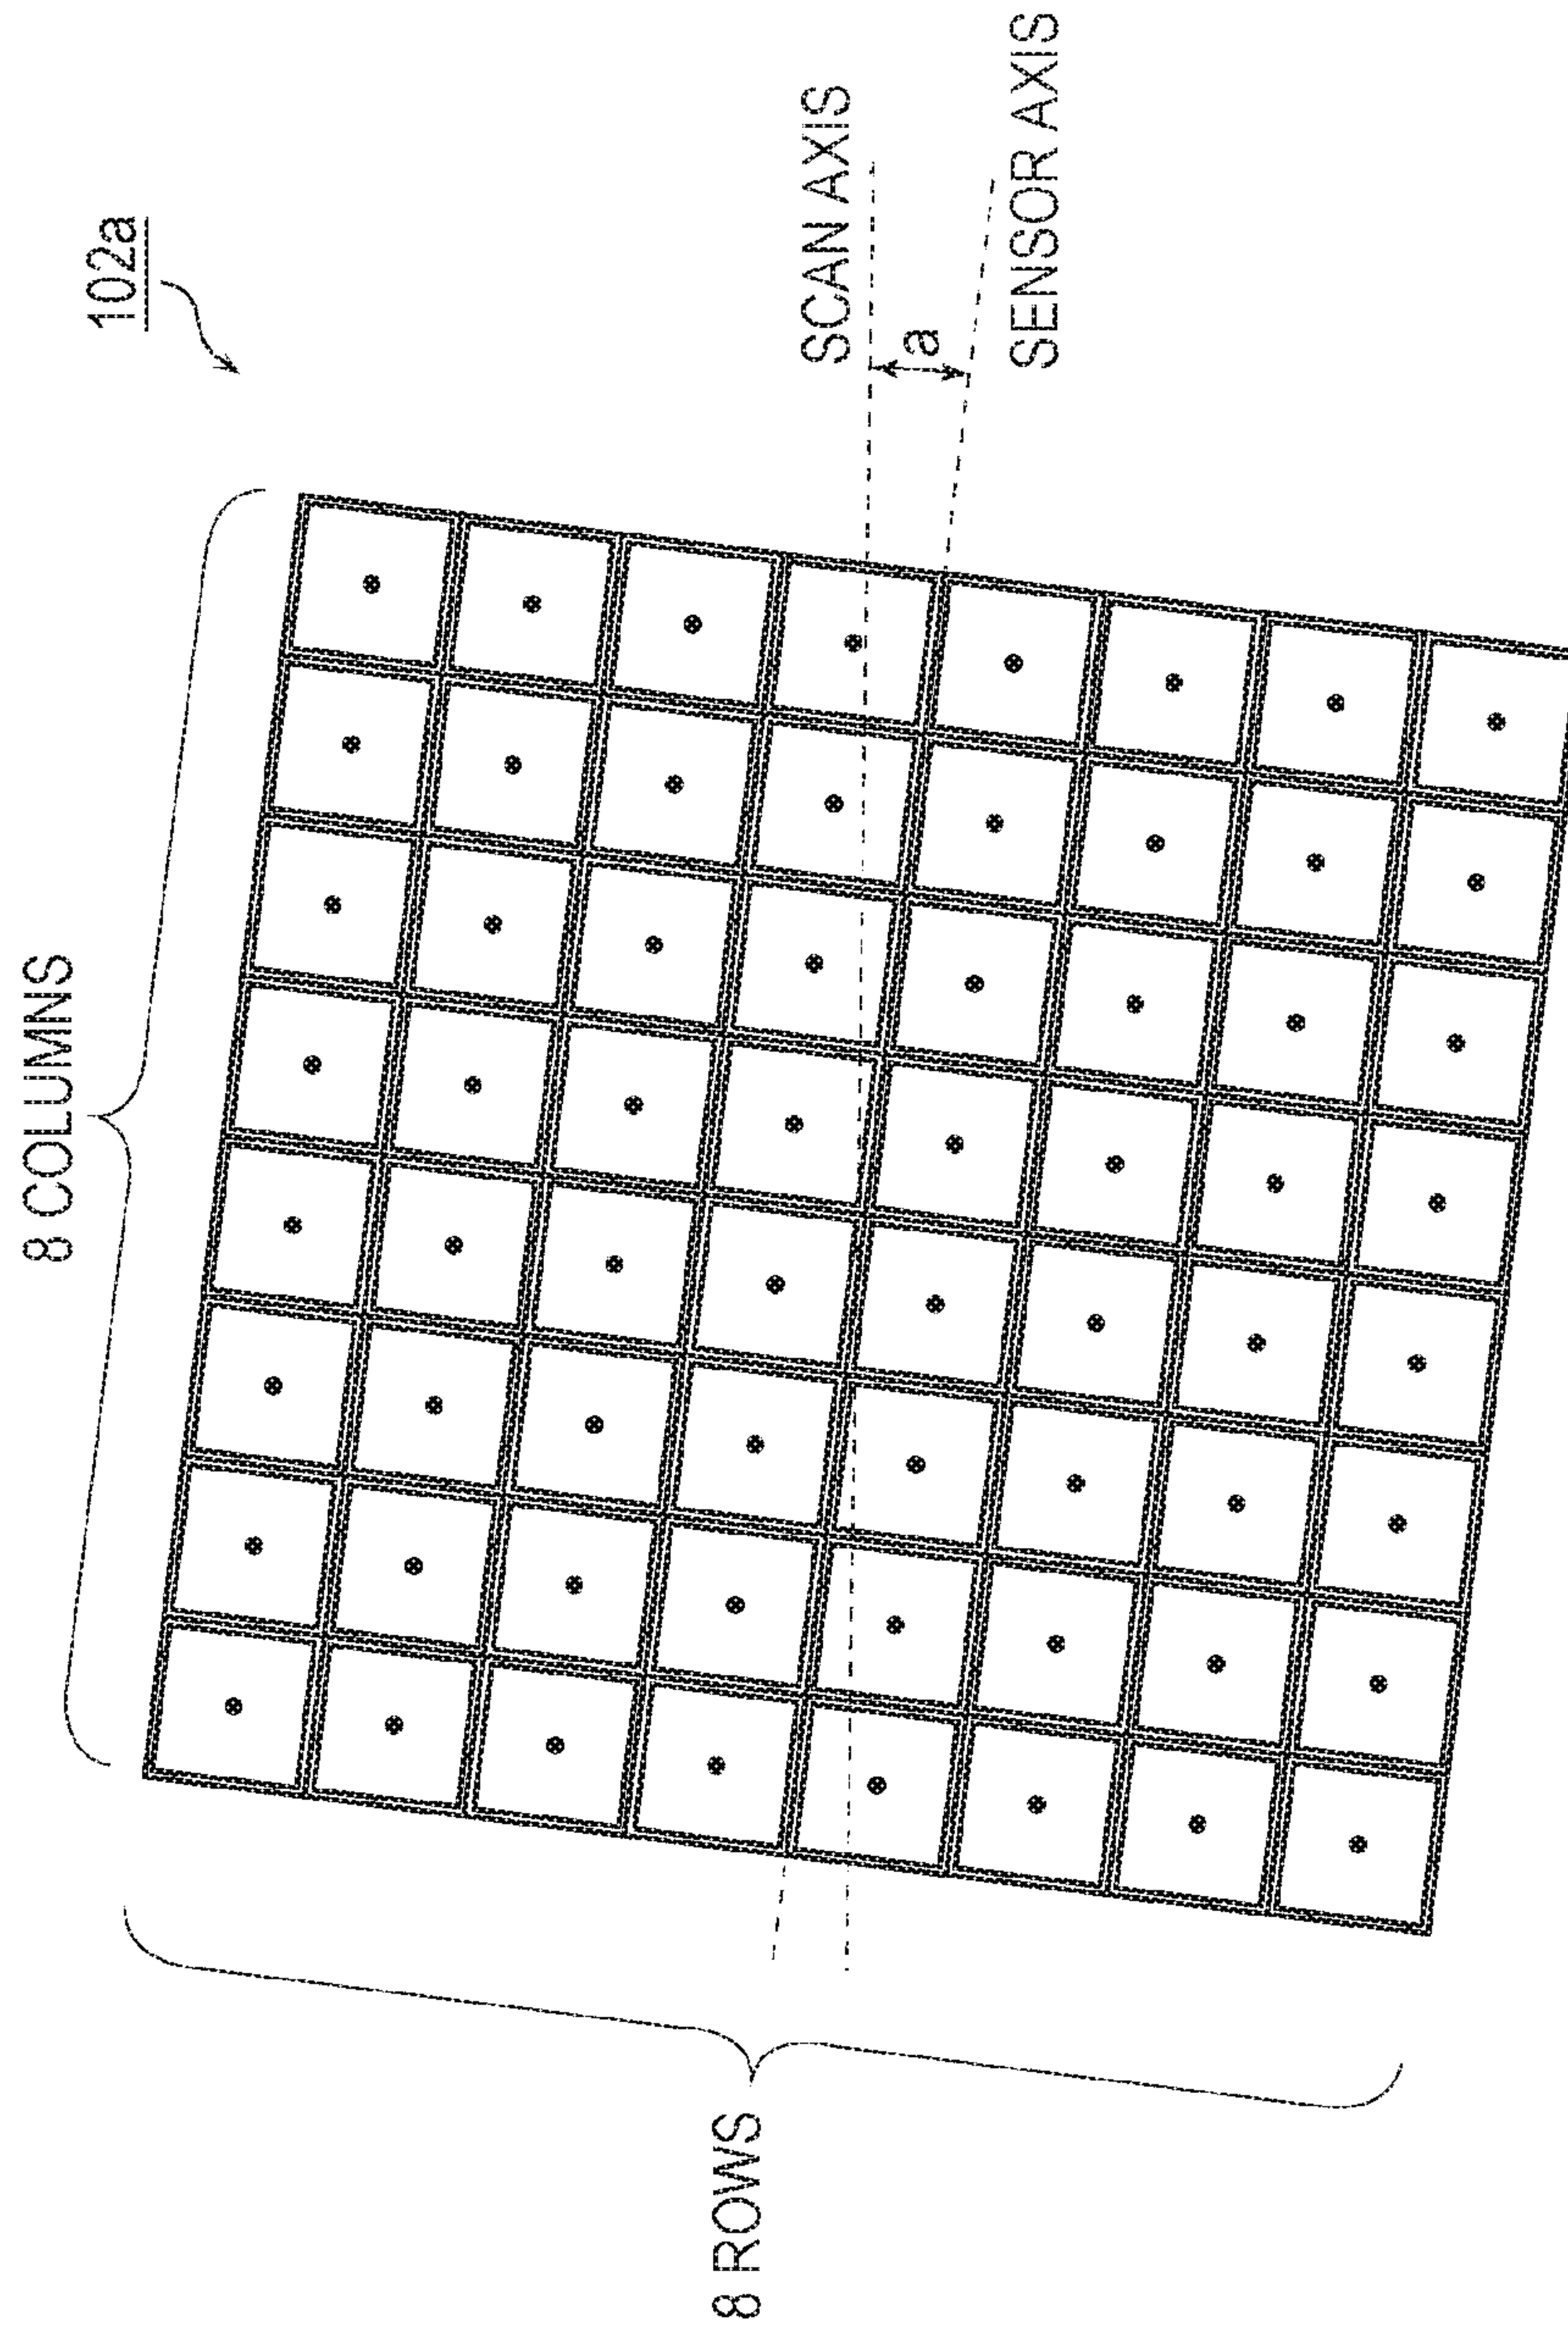 102a
8 COLUMNS
SCAN AXIS
a
SENSOR AXIS
8 ROWS